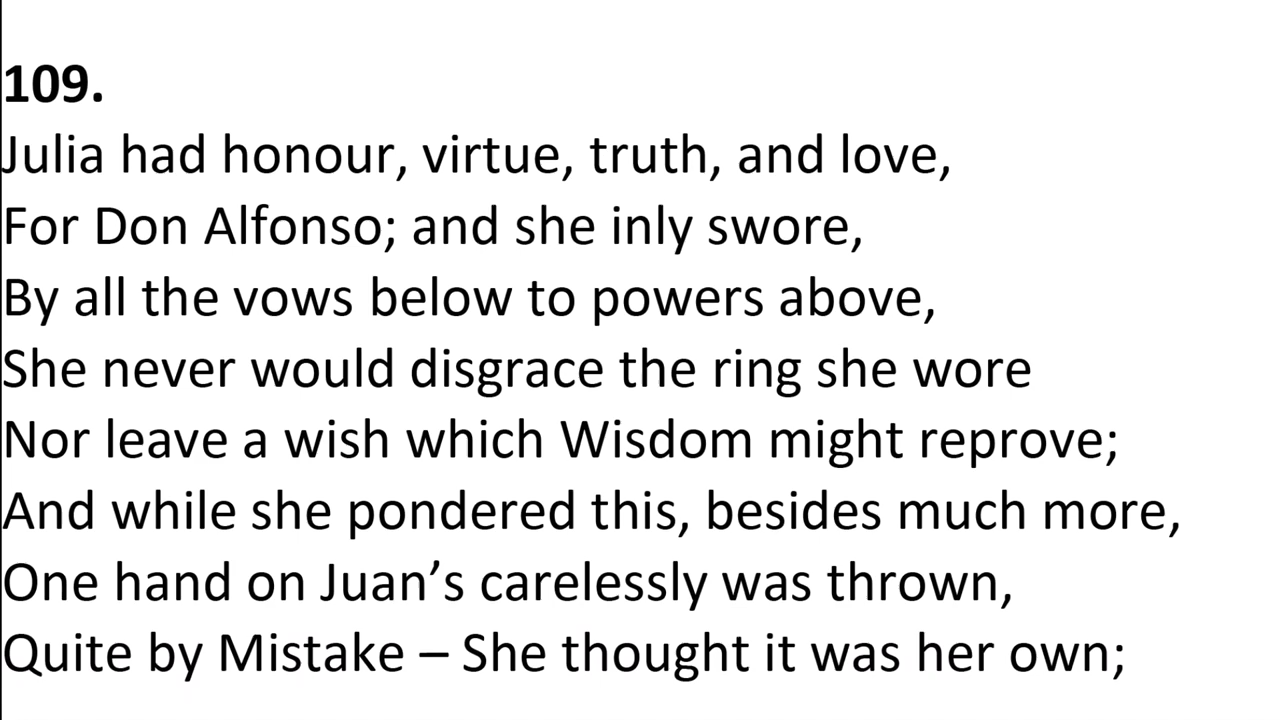 109.
Julia had honour, virtue, truth, and love,
For Don Alfonso; and she inly swore,
By all the vows below to powers above,
She never would disgrace the ring she wore
Nor leave a wish which Wisdom might reprove;
And while she pondered this, besides much more,
One hand on Juan’s carelessly was thrown,
Quite by Mistake – She thought it was her own;